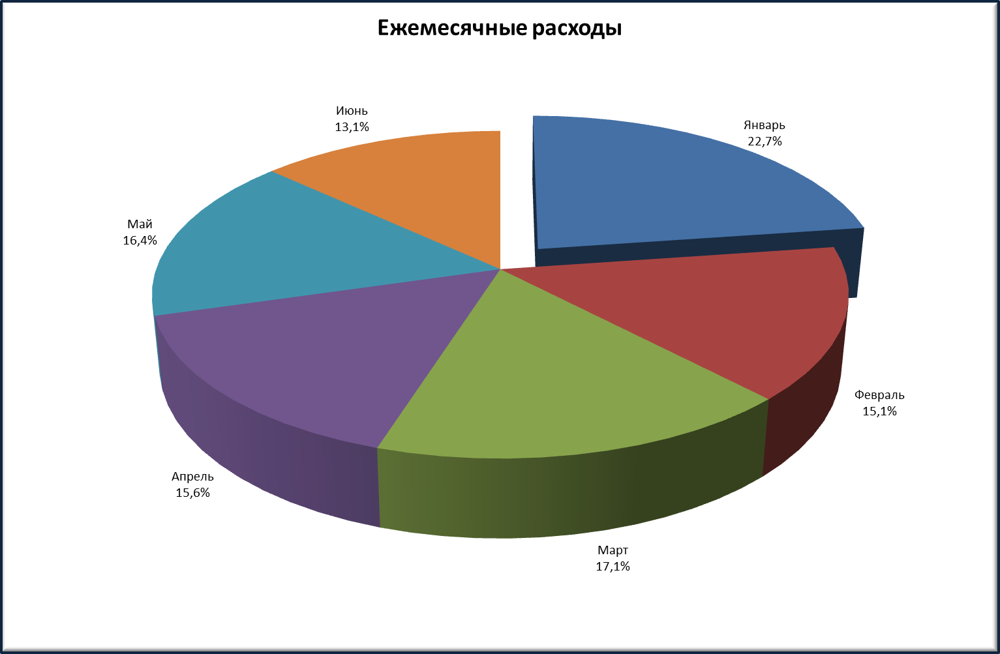 Ежемесячные расходы
Июнь
13,1%
Январь
22,7%
Май
16,4%
Февраль
15,1%
Апрель
15,6%
Март
17,1%